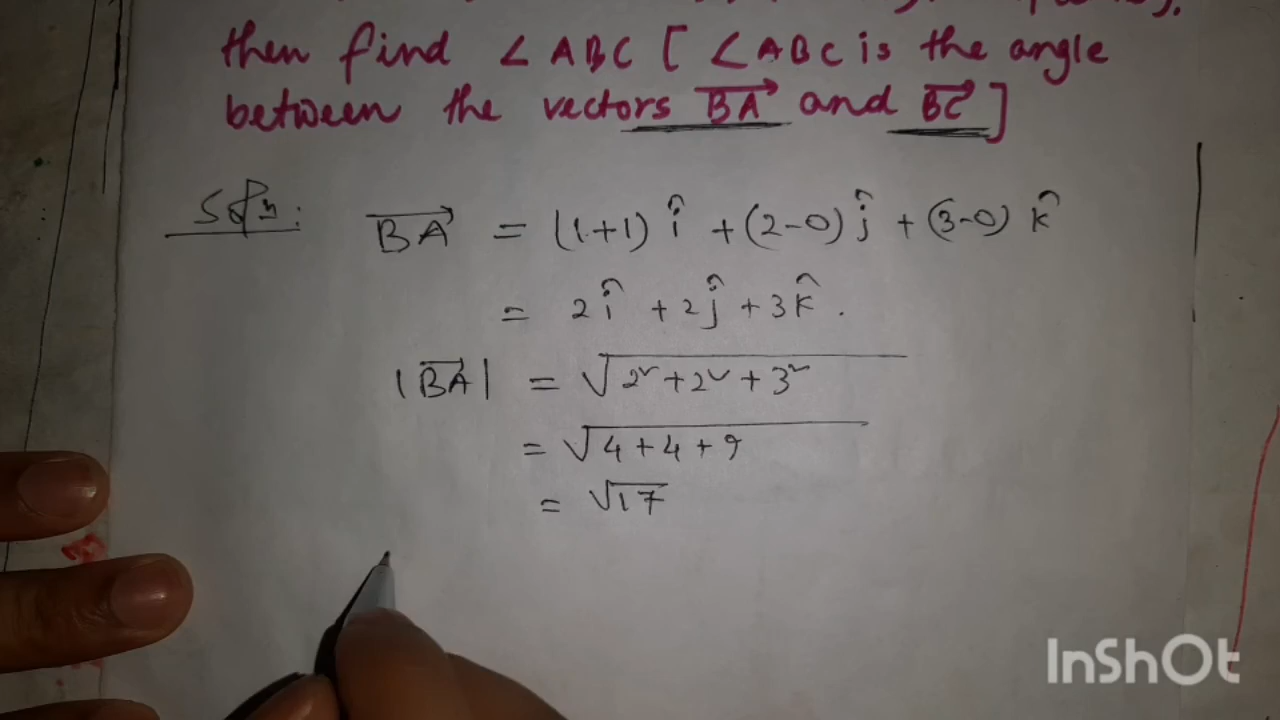 then find ∠ABC [∠ABC is the angle
between the vectors BA⃗ and BC⃗]
Solⁿ: BA⃗ = (1+1) î + (2-0) ĵ + (3-0) k̂
= 2î + 2ĵ + 3k̂.
|BA⃗| = √2² + 2² + 3²
= √4 + 4 + 9
= √17
InShOt